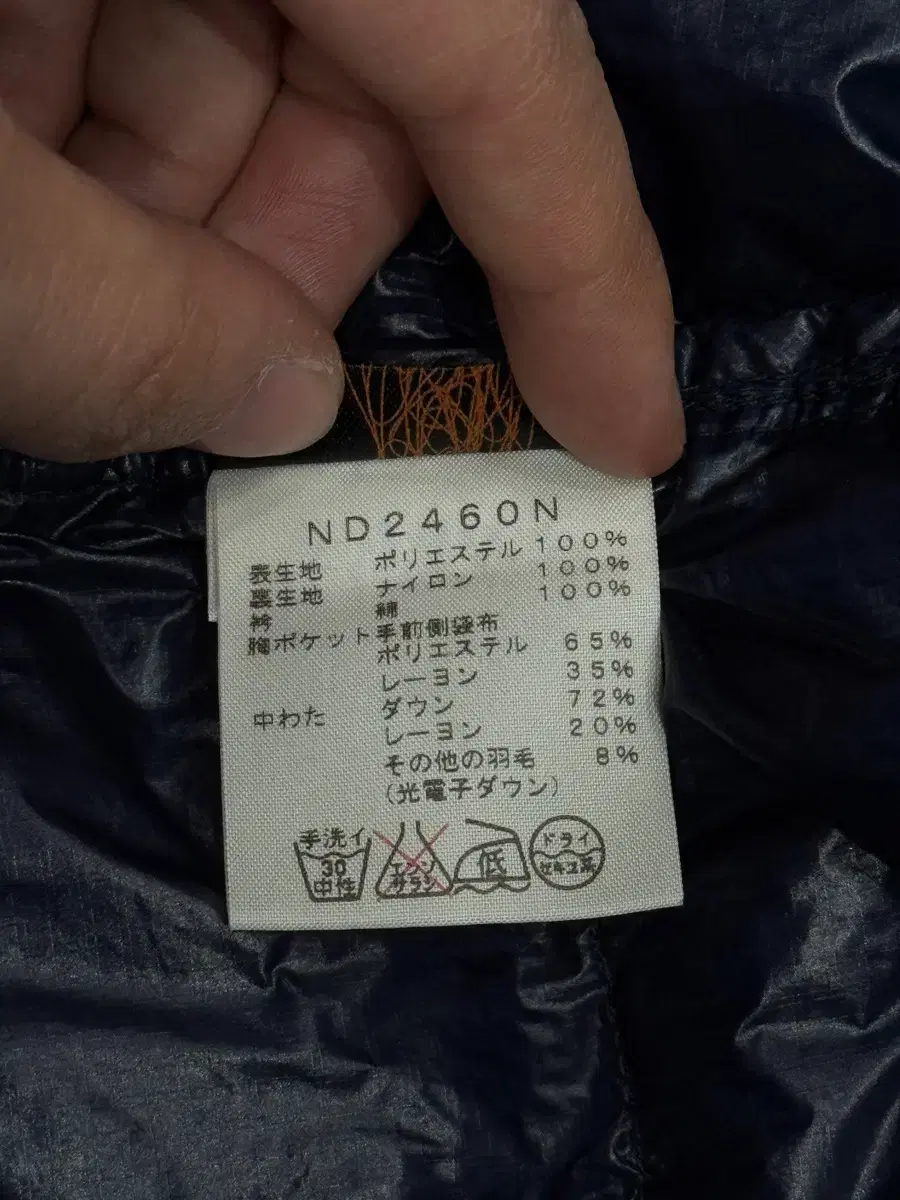 ND2460N
表生地 ポリエステル 100%
裏生地 ナイロン 100%
衿 綿 100%
胸ポケット手前側袋布
ポリエステル 65%
レーヨン 35%
中わた ダウン 72%
レーヨン 20%
その他の羽毛 8%
(光電子ダウン)
手洗イ
30
中性
エンソ
サラシ
低
ドライ
セキユ系